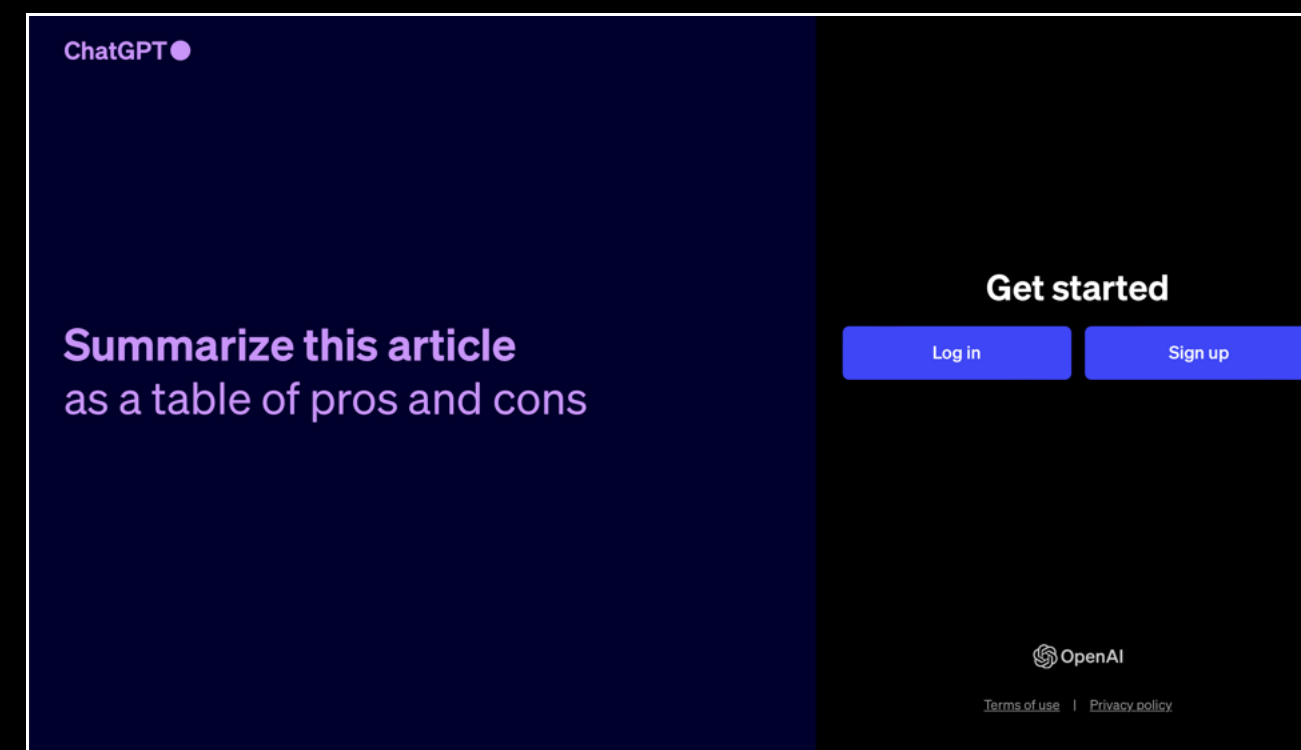 ChatGPT
Summarize this article
as a table of pros and cons
Get started
Log in
Sign up
OpenAI
Terms of use | Privacy policy